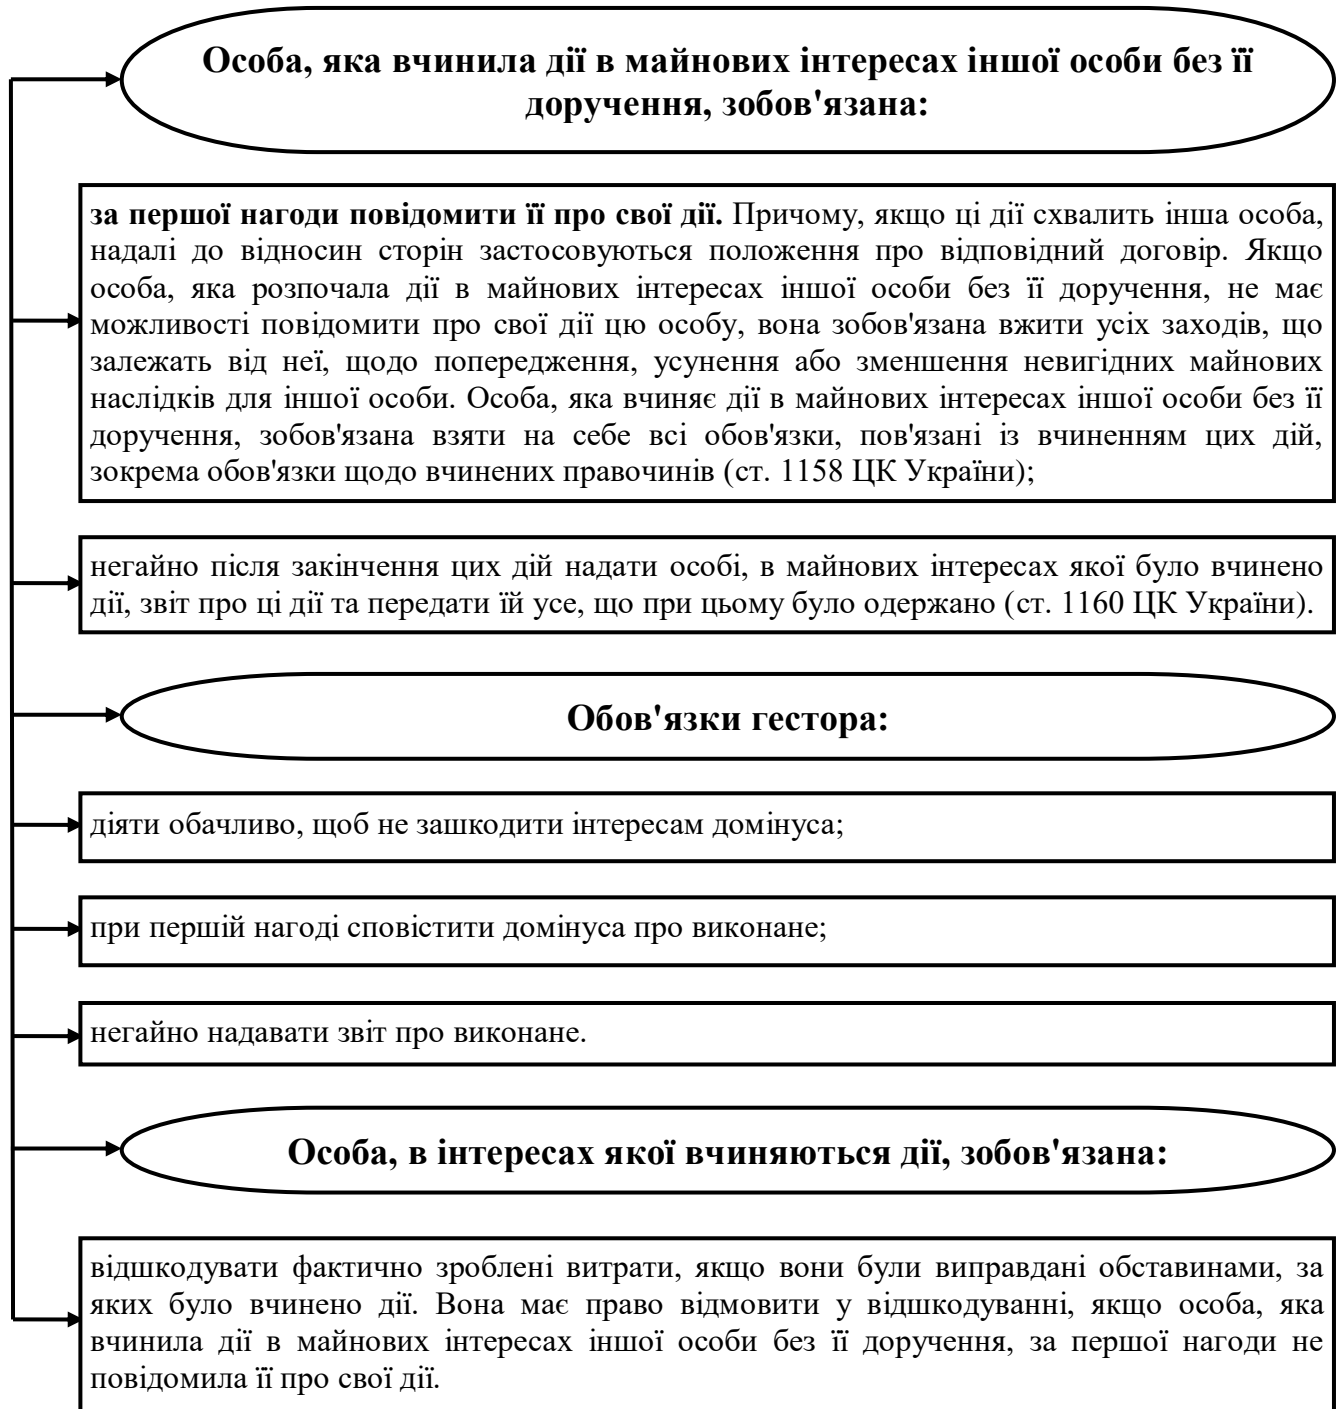 Особа, яка вчинила дії в майнових інтересах іншої особи без її
доручення, зобов'язана:
за першої нагоди повідомити її про свої дії. Причому, якщо ці дії схвалить інша особа,
надалі до відносин сторін застосовуються положення про відповідний договір. Якщо
особа, яка розпочала дії в майнових інтересах іншої особи без її доручення, не має
можливості повідомити про свої дії цю особу, вона зобов'язана вжити усіх заходів, що
залежать від неї, щодо попередження, усунення або зменшення невигідних майнових
наслідків для іншої особи. Особа, яка вчиняє дії в майнових інтересах іншої особи без її
доручення, зобов'язана взяти на себе всі обов'язки, пов'язані із вчиненням цих дій,
зокрема обов'язки щодо вчинених правочинів (ст. 1158 ЦК України);
негайно після закінчення цих дій надати особі, в майнових інтересах якої було вчинено
дії, звіт про ці дії та передати їй усе, що при цьому було одержано (ст. 1160 ЦК України).
Обов'язки гестора:
діяти обачливо, щоб не зашкодити інтересам домінуса;
при першій нагоді сповістити домінуса про виконане;
негайно надавати звіт про виконане.
Особа, в інтересах якої вчиняються дії, зобов'язана:
відшкодувати фактично зроблені витрати, якщо вони були виправдані обставинами, за
яких було вчинено дії. Вона має право відмовити у відшкодуванні, якщо особа, яка
вчинила дії в майнових інтересах іншої особи без її доручення, за першої нагоди не
повідомила її про свої дії.